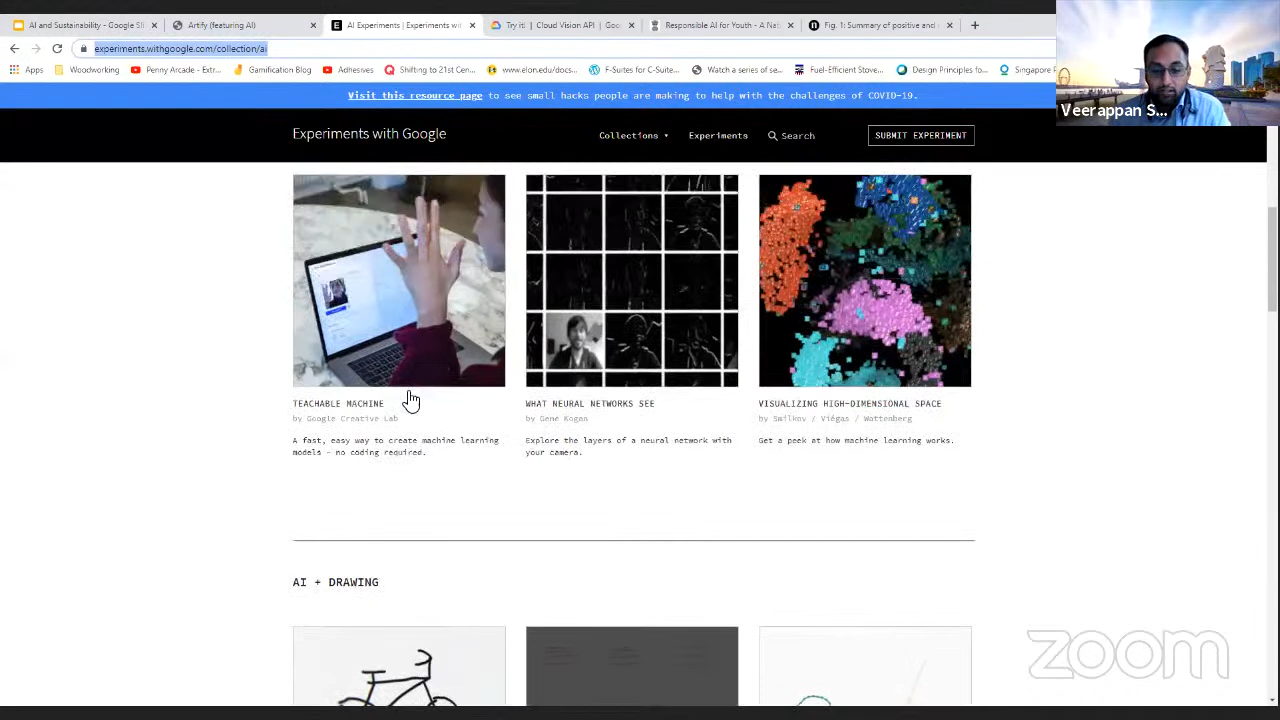 AI and Sustainability - Google Sli
Artify (featuring AI)
AI Experiments | Experiments wit
Try it! | Cloud Vision API | Goo
Responsible AI for Youth - A Na
Fig. 1: Summary of positive and
experiments.withgoogle.com/collection/ai
Apps
Woodworking
Penny Arcade - Extr...
Gamification Blog
Adhesives
Shifting to 21st Cen...
www.elon.edu/docs...
F-Suites for C-Suite...
Watch a series of se...
Fuel-Efficient Stove...
Design Principles fo...
Singapore
Veerappan S...
Visit this resource page to see small hacks people are making to help with the challenges of COVID-19.
Experiments with Google
Collections
Experiments
Search
SUBMIT EXPERIMENT
TEACHABLE MACHINE
by Google Creative Lab
A fast, easy way to create machine learning
models – no coding required.
WHAT NEURAL NETWORKS SEE
by Gene Kogan
Explore the layers of a neural network with
your camera.
VISUALIZING HIGH-DIMENSIONAL SPACE
by Smilkov / Viégas / Wattenberg
Get a peek at how machine learning works.
AI + DRAWING
zoom